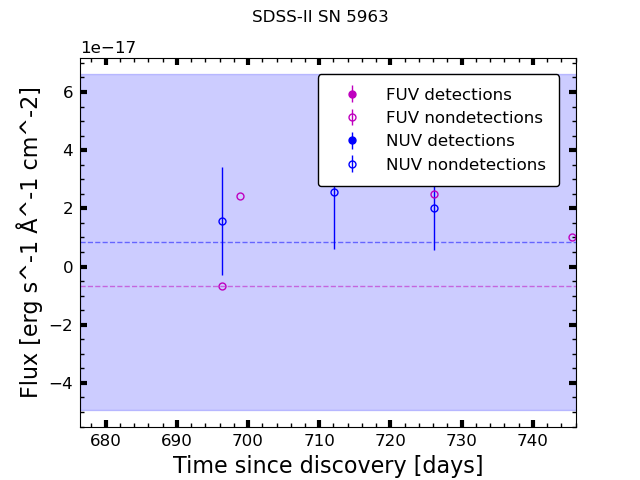 SDSS-II SN 5963
1e−17
FUV detections
FUV nondetections
NUV detections
NUV nondetections
6
4
2
0
−2
−4
Flux [erg s^-1 Å^-1 cm^-2]
680 690 700 710 720 730 740
Time since discovery [days]